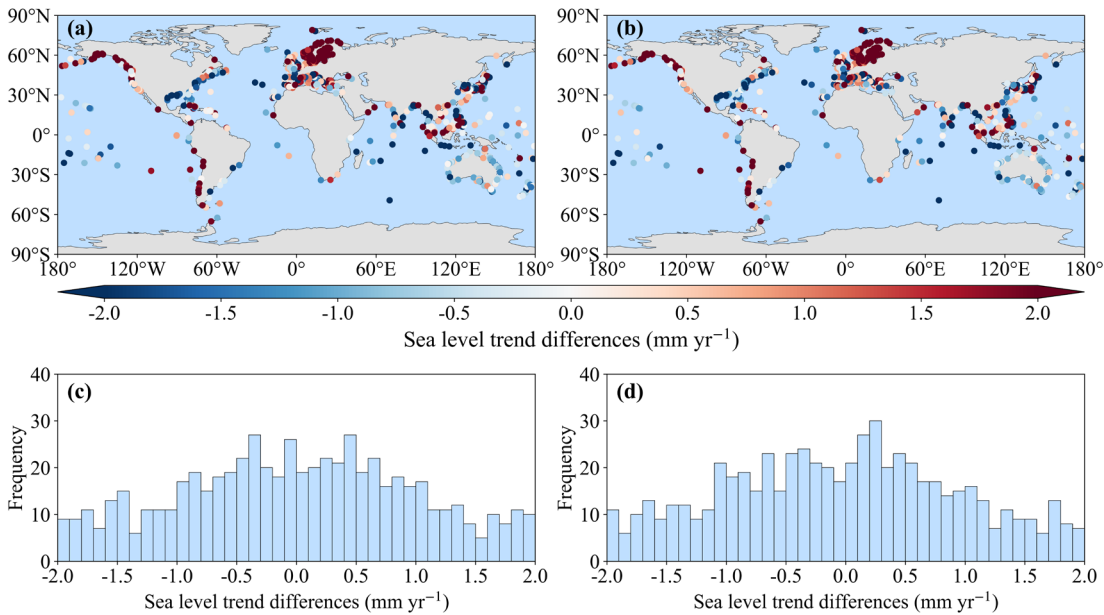 (a) (b)
90°N 90°N
60°N 60°N
30°N 30°N
0° 0°
30°S 30°S
60°S 60°S
90°S 90°S
180° 120°W 60°W 0° 60°E 120°E 180° 180° 120°W 60°W 0° 60°E 120°E 180°
-2.0 -1.5 -1.0 -0.5 0.0 0.5 1.0 1.5 2.0
Sea level trend differences (mm yr⁻¹)
(c) (d)
40 40
30 30
20 20
10 10
0 0
Frequency Frequency
-2.0 -1.5 -1.0 -0.5 0.0 0.5 1.0 1.5 2.0 -2.0 -1.5 -1.0 -0.5 0.0 0.5 1.0 1.5 2.0
Sea level trend differences (mm yr⁻¹) Sea level trend differences (mm yr⁻¹)